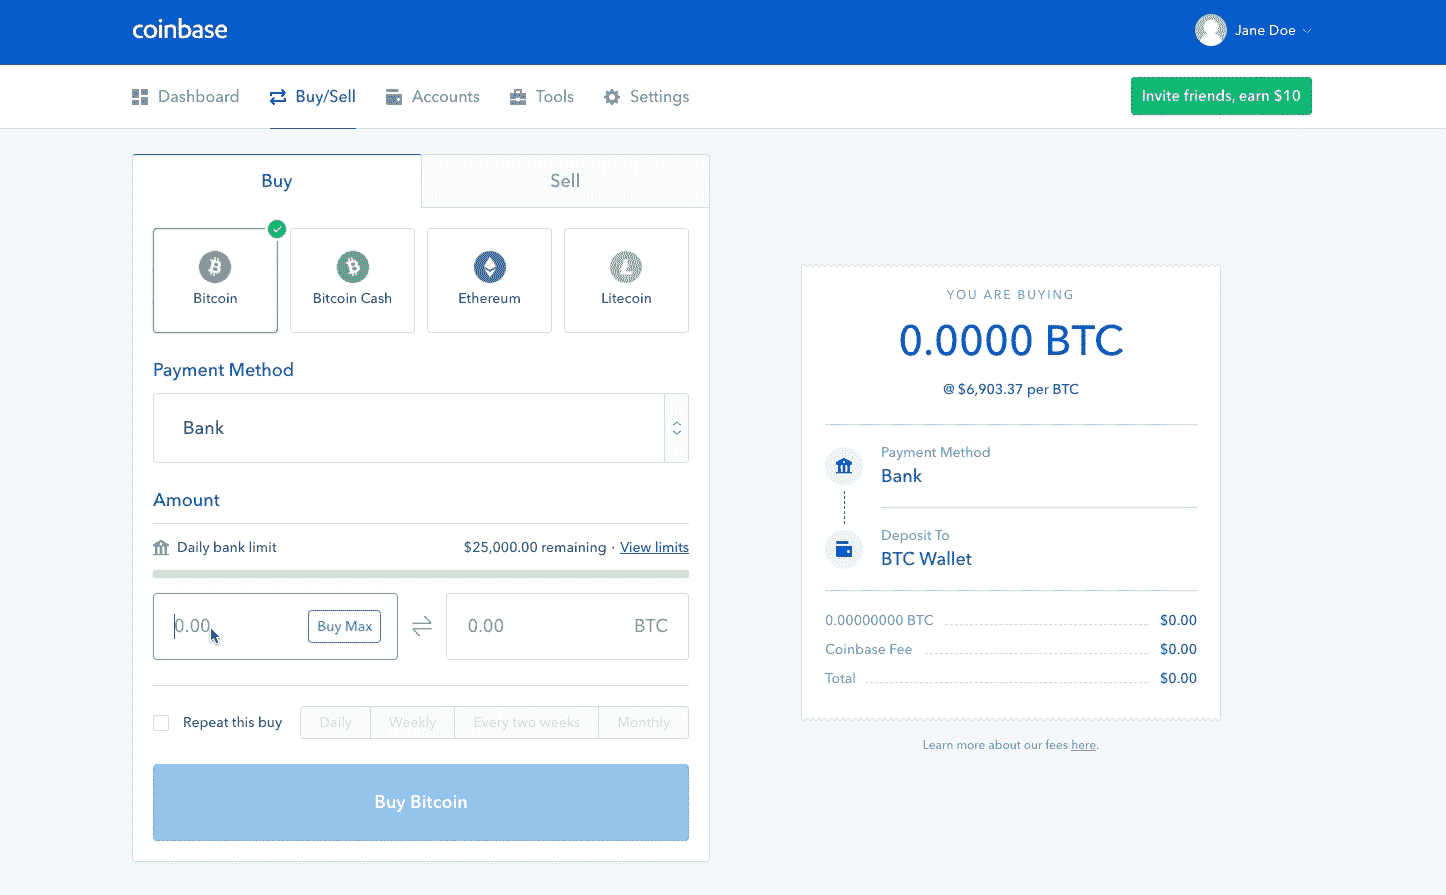 coinbase
Jane Doe
Dashboard Buy/Sell Accounts Tools Settings
Invite friends, earn $10
Buy Sell
Bitcoin Bitcoin Cash Ethereum Litecoin
Payment Method
Bank
Amount
Daily bank limit $25,000.00 remaining · View limits
0.00 Buy Max 0.00 BTC
Repeat this buy Daily Weekly Every two weeks Monthly
Buy Bitcoin
YOU ARE BUYING
0.0000 BTC
@ $6,903.37 per BTC
Payment Method
Bank
Deposit To
BTC Wallet
0.00000000 BTC $0.00
Coinbase Fee $0.00
Total $0.00
Learn more about our fees here.